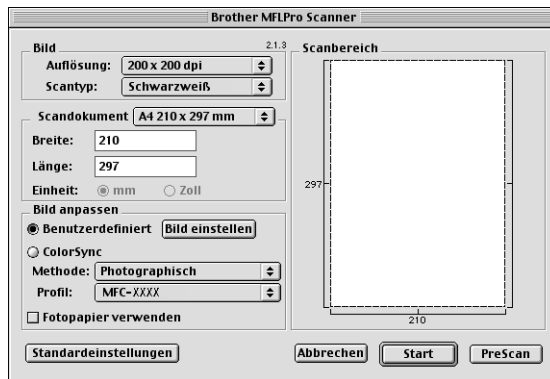 Brother MFLPro Scanner
Bild
2.1.3
Auflösung: 200 x 200 dpi
Scantyp: Schwarzweiß
Scandokument A4 210 x 297 mm
Breite: 210
Länge: 297
Einheit: mm Zoll
Bild anpassen
Benutzerdefiniert Bild einstellen
ColorSync
Methode: Photographisch
Profil: MFC-XXXX
Fotopapier verwenden
Scanbereich
297
210
Standardeinstellungen
Abbrechen Start PreScan